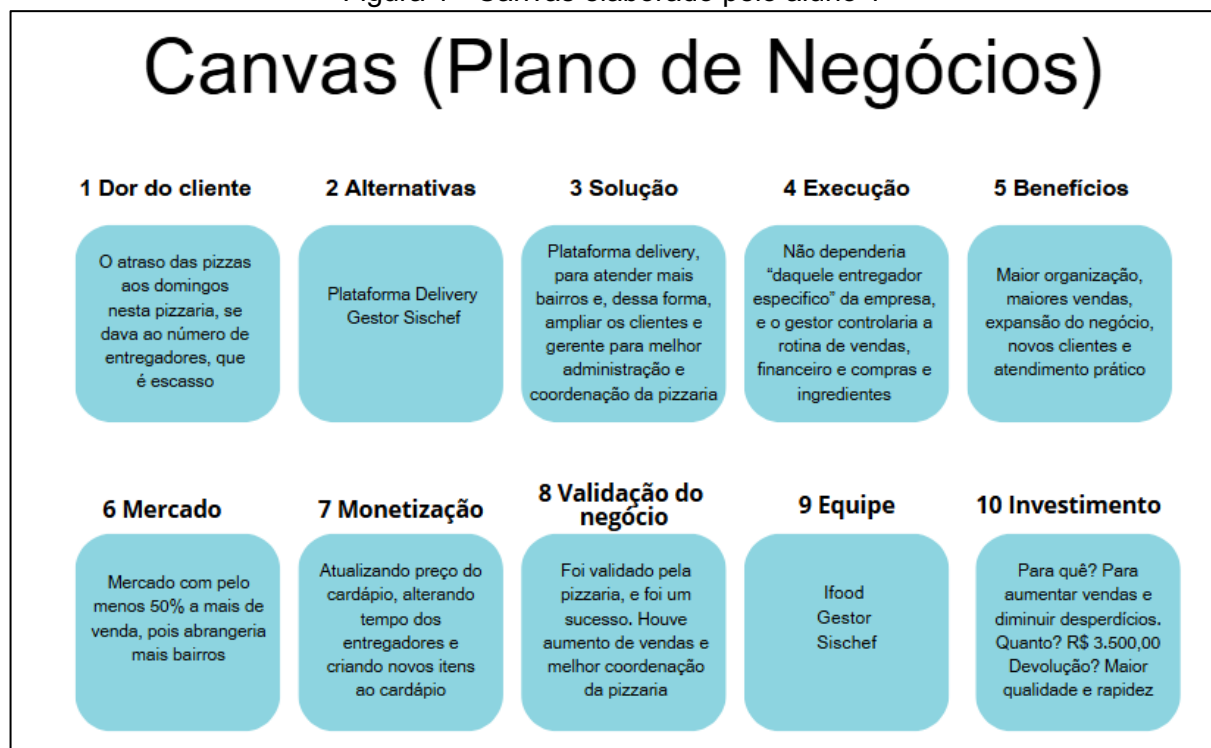 Canvas (Plano de Negócios)
1 Dor do cliente
O atraso das pizzas
aos domingos
nesta pizzaria, se
dava ao número de
entregadores, que
é escasso
2 Alternativas
Plataforma Delivery
Gestor Sischef
3 Solução
Plataforma delivery,
para atender mais
bairros e, dessa forma,
ampliar os clientes e
gerente para melhor
administração e
coordenação da pizzaria
4 Execução
Não dependeria
“daquele entregador
especifico” da empresa,
e o gestor controlaria a
rotina de vendas,
financeiro e compras e
ingredientes
5 Benefícios
Maior organização,
maiores vendas,
expansão do negócio,
novos clientes e
atendimento prático
6 Mercado
Mercado com pelo
menos 50% a mais de
venda, pois abrangeria
mais bairros
7 Monetização
Atualizando preço do
cardápio, alterando
tempo dos
entregadores e
criando novos itens
ao cardápio
8 Validação do
negócio
Foi validado pela
pizzaria, e foi um
sucesso. Houve
aumento de vendas e
melhor coordenação
da pizzaria
9 Equipe
Ifood
Gestor
Sischef
10 Investimento
Para quê? Para
aumentar vendas e
diminuir desperdícios.
Quanto? R$ 3.500,00
Devolução? Maior
qualidade e rapidez